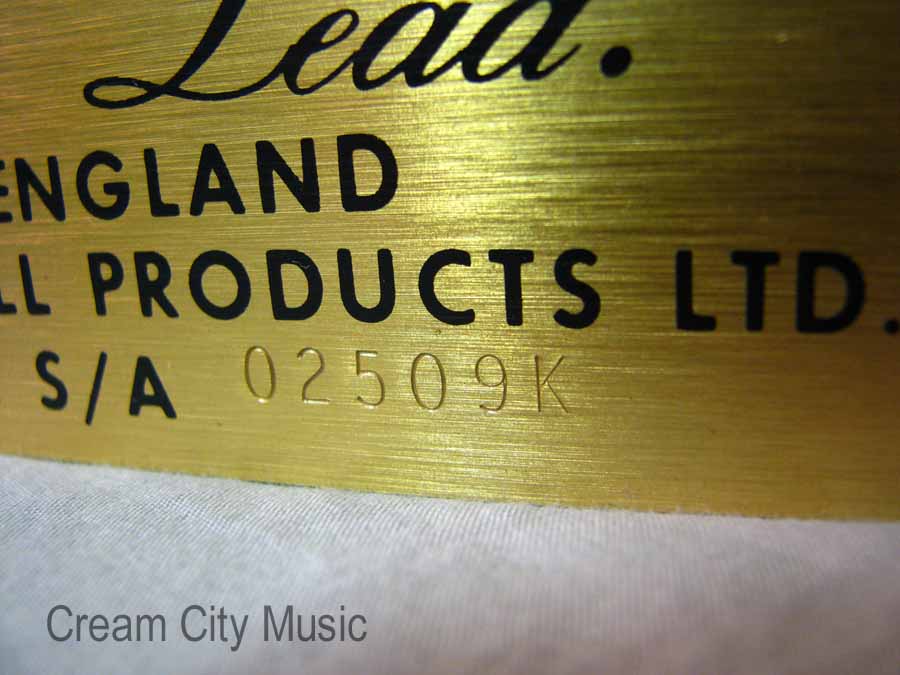 Lead.
ENGLAND
LL PRODUCTS LTD.
S/A 02509K
Cream City Music